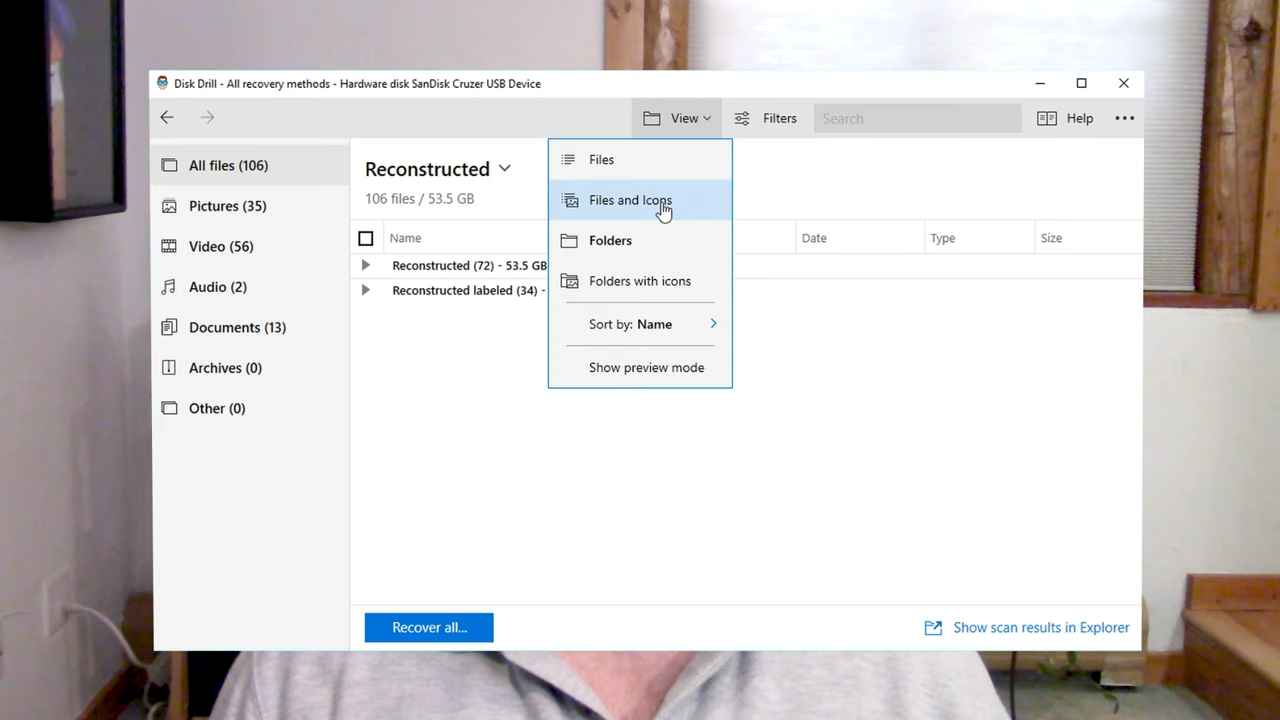 Disk Drill - All recovery methods - Hardware disk SanDisk Cruzer USB Device
View
Filters
Search
Help
All files (106)
Pictures (35)
Video (56)
Audio (2)
Documents (13)
Archives (0)
Other (0)
Reconstructed
106 files / 53.5 GB
Name
Date
Type
Size
Reconstructed (72) - 53.5 GB
Reconstructed labeled (34) -
Files
Files and Icons
Folders
Folders with icons
Sort by: Name
Show preview mode
Recover all...
Show scan results in Explorer